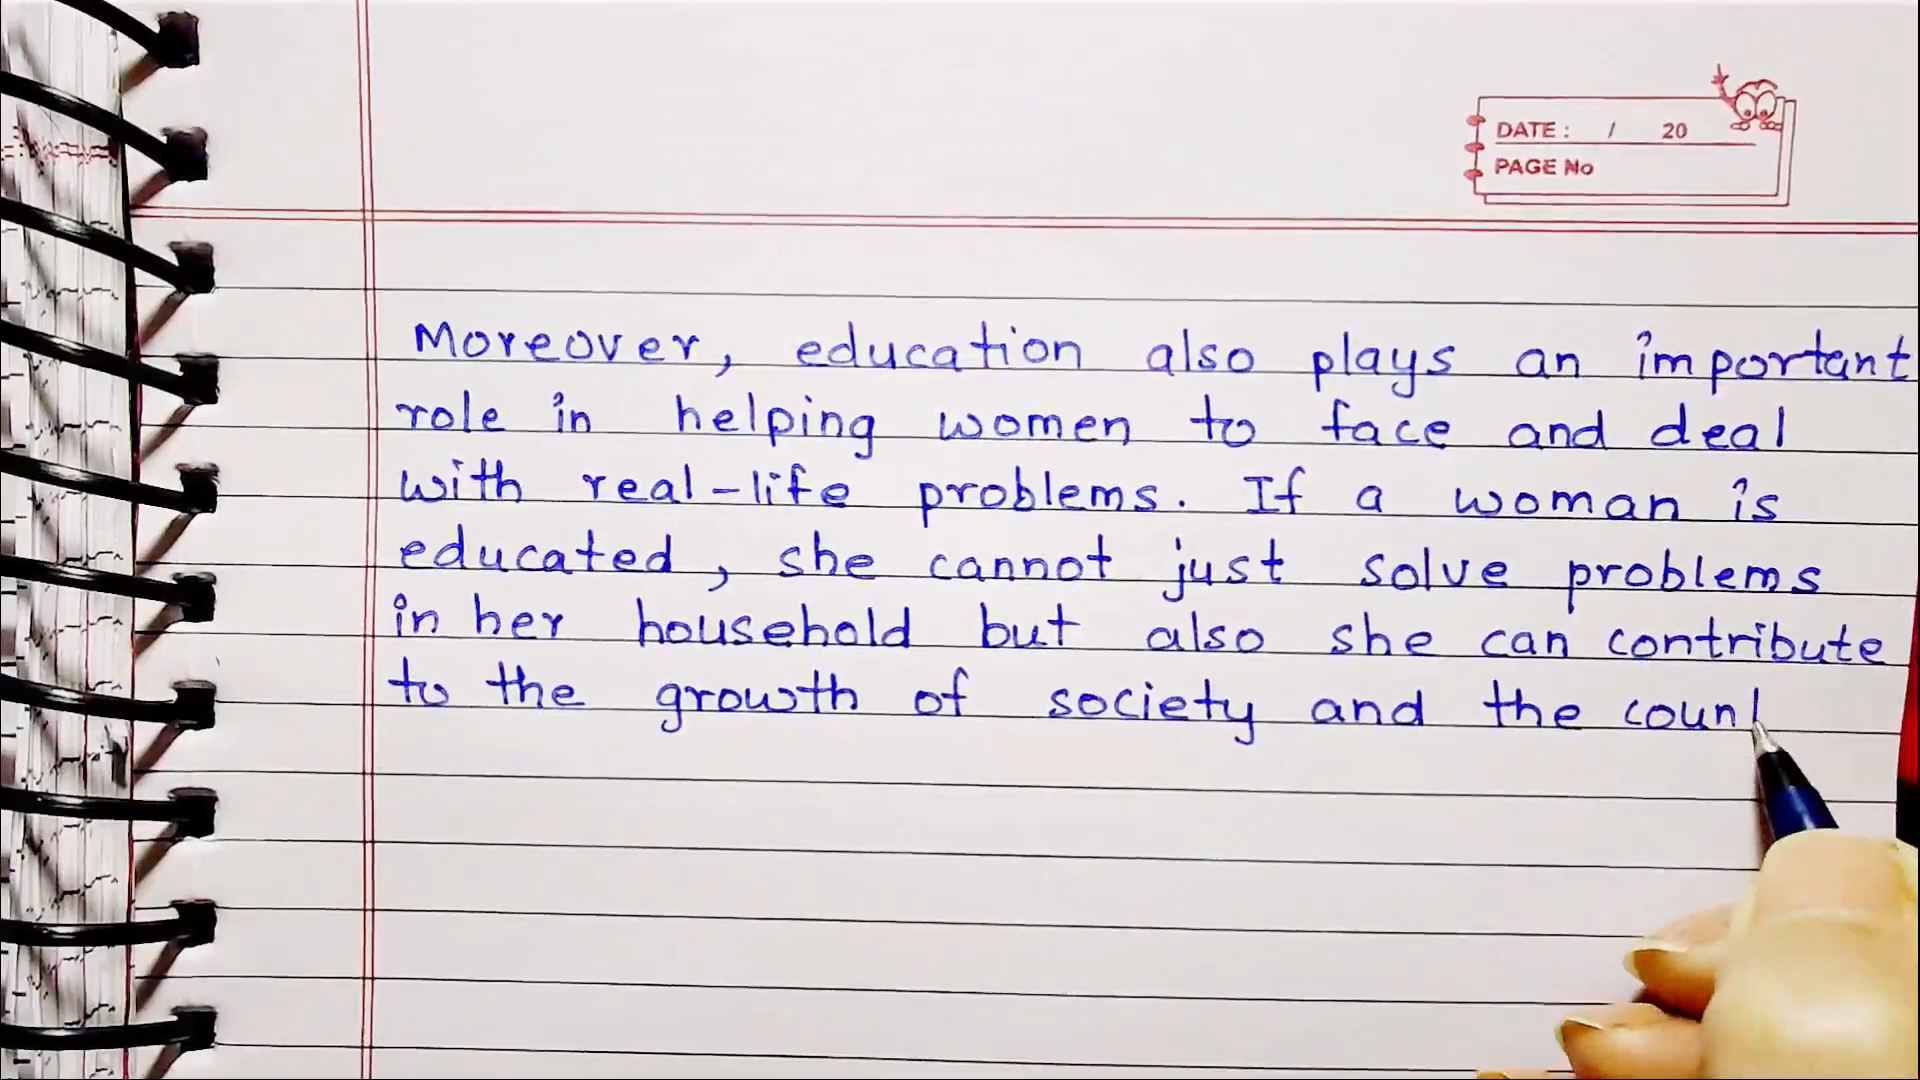 DATE : / 20
PAGE No
Moreover, education also plays an important
role in helping women to face and deal
with real-life problems. If a woman is
educated, she cannot just solve problems
in her household but also she can contribute
to the growth of society and the coun